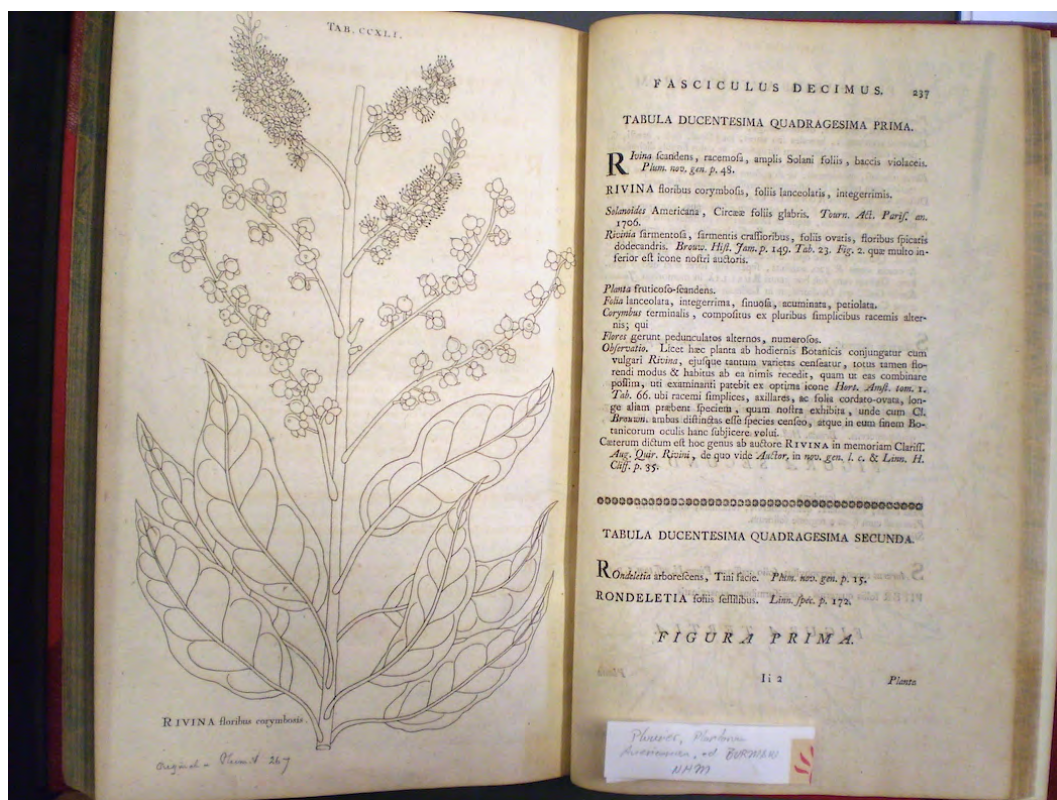 TAB. CCXLI.
RIVINA floribus corymbosis.
Original = Plumit 247
FASCICULUS DECIMUS. 237
TABULA DUCENTESIMA QUADRAGESIMA PRIMA.
RIvina ſcandens, racemoſa, amplis Solani foliis, baccis violaceis.
Plum. nov. gen. p. 48.
RIVINA floribus corymboſis, foliis lanceolatis, integerrimis.
Solanoides Americana, Circææ foliis glabris. Tourn. Act. Pariſ. an.
1706.
Rivinia ſarmentoſa, ſarmentis craſſioribus, foliis ovatis, floribus ſpicatis
dodecandris. Brouw. Hiſt. Jam. p. 149. Tab. 23. Fig. 2. quæ multo in-
ferior eſt icone noſtri auctoris.
Planta fruticoſo-ſcandens.
Folia lanceolata, integerrima, ſinuoſa, acuminata, petiolata.
Corymbus terminalis, compoſitus ex pluribus ſimplicibus racemis alter-
nis; qui
Flores gerunt pedunculatos alternos, numeroſos.
Obſervatio. Licet hæc planta ab hodiernis Botanicis conjungatur cum
vulgari Rivina, ejuſque tantum varietas cenſeatur, totus tamen flo-
rendi modus & habitus ab ea nimis recedit, quam ut eas combinare
poſſim, uti examinanti patebit ex optima icone Hort. Amſt. tom. 1.
Tab. 66. ubi racemi ſimplices, axillares, ac folia cordato-ovata, lon-
ge aliam præbent ſpeciem, quam noſtra exhibita, unde cum Cl.
Brouwn. ambas diſtinctas eſſe ſpecies cenſeo, atque in eum finem Bo-
tanicorum oculis hanc ſubjicere volui.
Cæterum dictum eſt hoc genus ab auctore RIVINA in memoriam Clariſſ.
Aug. Quir. Rivini, de quo vide Auctor. in nov. gen. l. c. & Linn. H.
Cliff. p. 35.
TABULA DUCENTESIMA QUADRAGESIMA SECUNDA.
ROndeletia arboreſcens, Tini facie. Plum. nov. gen. p. 15.
RONDELETIA foliis ſeſſilibus. Linn. ſpec. p. 172.
FIGURA PRIMA.
Ii 2 Planta
Plumier, Plantarum
Americanum, ed BURMAN
NHM